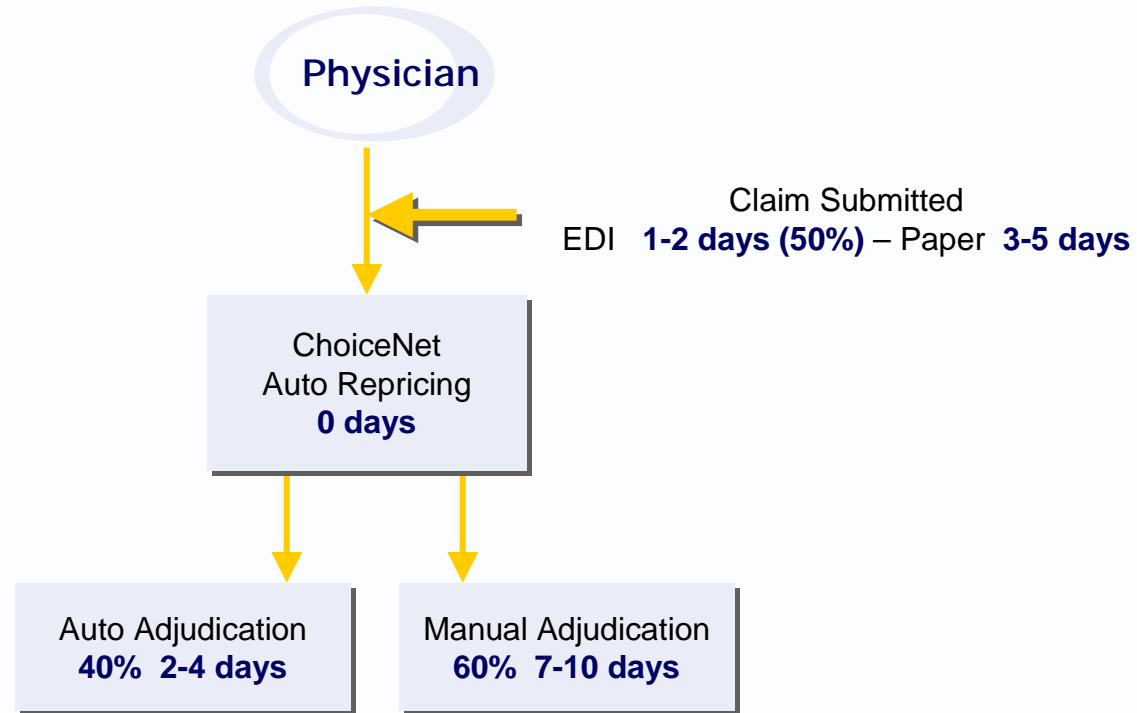 Physician
Claim Submitted
EDI 1-2 days (50%) – Paper 3-5 days
ChoiceNet
Auto Repricing
0 days
Auto Adjudication
40% 2-4 days
Manual Adjudication
60% 7-10 days